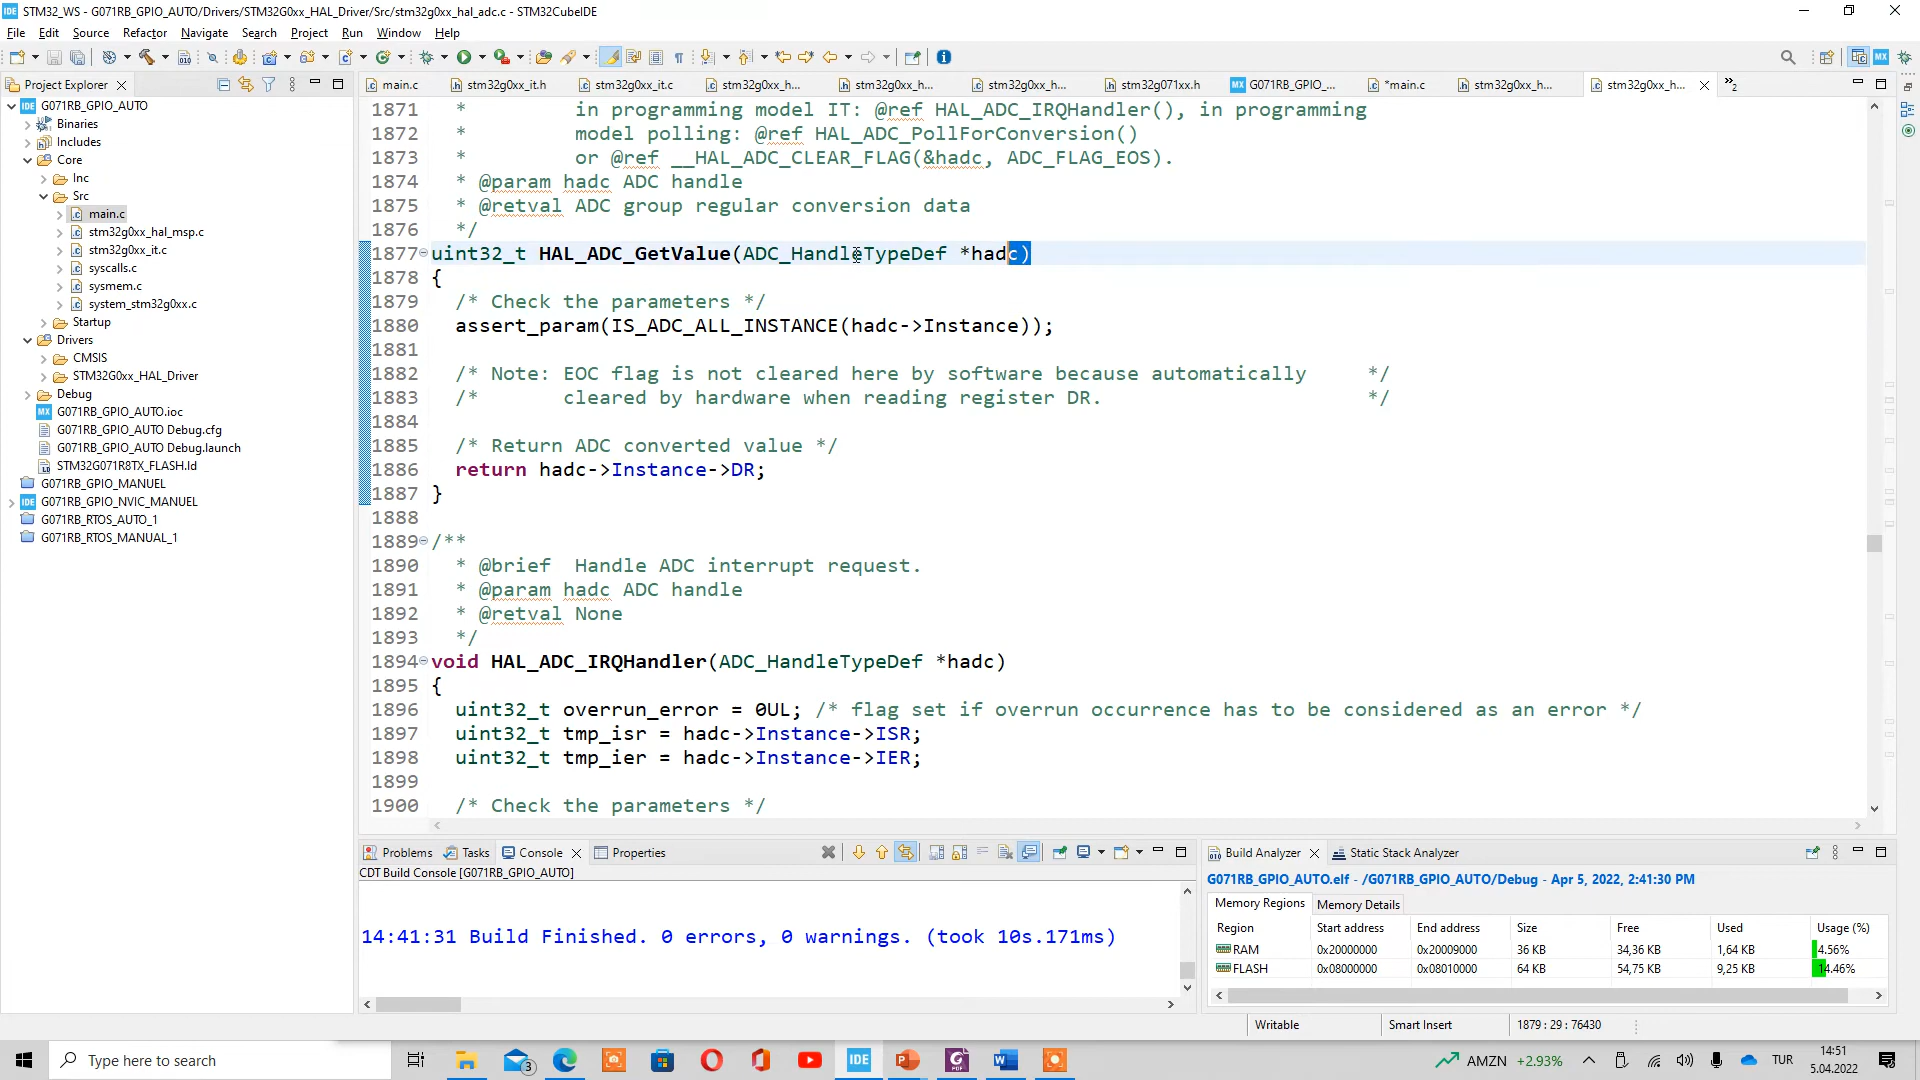 STM32_WS - G071RB_GPIO_AUTO/Drivers/STM32G0xx_HAL_Driver/Src/stm32g0xx_hal_adc.c - STM32CubeIDE
File Edit Source Refactor Navigate Search Project Run Window Help
Project Explorer
main.c stm32g0xx_it.h stm32g0xx_it.c stm32g0xx_h... stm32g0xx_h... stm32g0xx_h... stm32g071xx.h G071RB_GPIO_... *main.c stm32g0xx_h... stm32g0xx_h... »2
G071RB_GPIO_AUTO
Binaries
Includes
Core
Inc
Src
main.c
stm32g0xx_hal_msp.c
stm32g0xx_it.c
syscalls.c
sysmem.c
system_stm32g0xx.c
Startup
Drivers
CMSIS
STM32G0xx_HAL_Driver
Debug
G071RB_GPIO_AUTO.ioc
G071RB_GPIO_AUTO Debug.cfg
G071RB_GPIO_AUTO Debug.launch
STM32G071R8TX_FLASH.ld
G071RB_GPIO_MANUEL
G071RB_GPIO_NVIC_MANUEL
G071RB_RTOS_AUTO_1
G071RB_RTOS_MANUAL_1
1871 * in programming model IT: @ref HAL_ADC_IRQHandler(), in programming
1872 * model polling: @ref HAL_ADC_PollForConversion()
1873 * or @ref __HAL_ADC_CLEAR_FLAG(&hadc, ADC_FLAG_EOS).
1874 * @param hadc ADC handle
1875 * @retval ADC group regular conversion data
1876 */
1877 uint32_t HAL_ADC_GetValue(ADC_HandleTypeDef *hadc)
1878 {
1879 /* Check the parameters */
1880 assert_param(IS_ADC_ALL_INSTANCE(hadc->Instance));
1881
1882 /* Note: EOC flag is not cleared here by software because automatically */
1883 /* cleared by hardware when reading register DR. */
1884
1885 /* Return ADC converted value */
1886 return hadc->Instance->DR;
1887 }
1888
1889 /**
1890 * @brief Handle ADC interrupt request.
1891 * @param hadc ADC handle
1892 * @retval None
1893 */
1894 void HAL_ADC_IRQHandler(ADC_HandleTypeDef *hadc)
1895 {
1896 uint32_t overrun_error = 0UL; /* flag set if overrun occurrence has to be considered as an error */
1897 uint32_t tmp_isr = hadc->Instance->ISR;
1898 uint32_t tmp_ier = hadc->Instance->IER;
1899
1900 /* Check the parameters */
Problems Tasks Console Properties
CDT Build Console [G071RB_GPIO_AUTO]
14:41:31 Build Finished. 0 errors, 0 warnings. (took 10s.171ms)
Build Analyzer Static Stack Analyzer
G071RB_GPIO_AUTO.elf - /G071RB_GPIO_AUTO/Debug - Apr 5, 2022, 2:41:30 PM
Memory Regions Memory Details
Region Start address End address Size Free Used Usage (%)
RAM 0x20000000 0x20009000 36 KB 34,36 KB 1,64 KB 4.56%
FLASH 0x08000000 0x08010000 64 KB 54,75 KB 9,25 KB 14.46%
Writable Smart Insert 1879 : 29 : 76430
Type here to search
3
IDE
AMZN +2.93%
TUR
14:51
5.04.2022